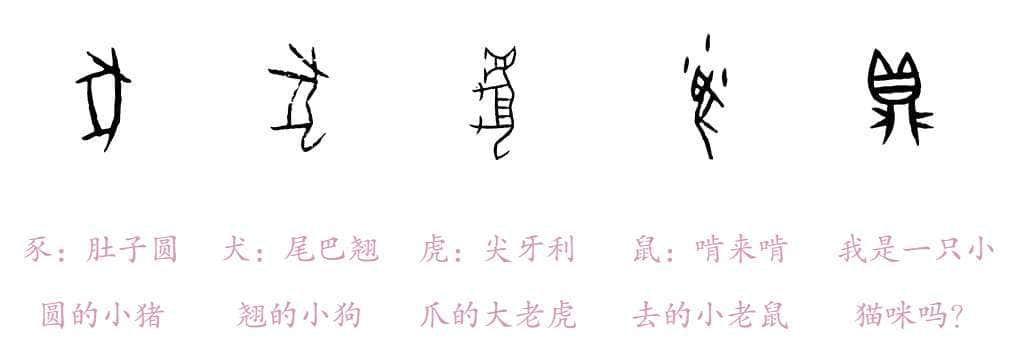 豕：肚子圆
圆的小猪
犬：尾巴翘
翘的小狗
虎：尖牙利
爪的大老虎
鼠：啃来啃
去的小老鼠
我是一只小
猫咪吗？